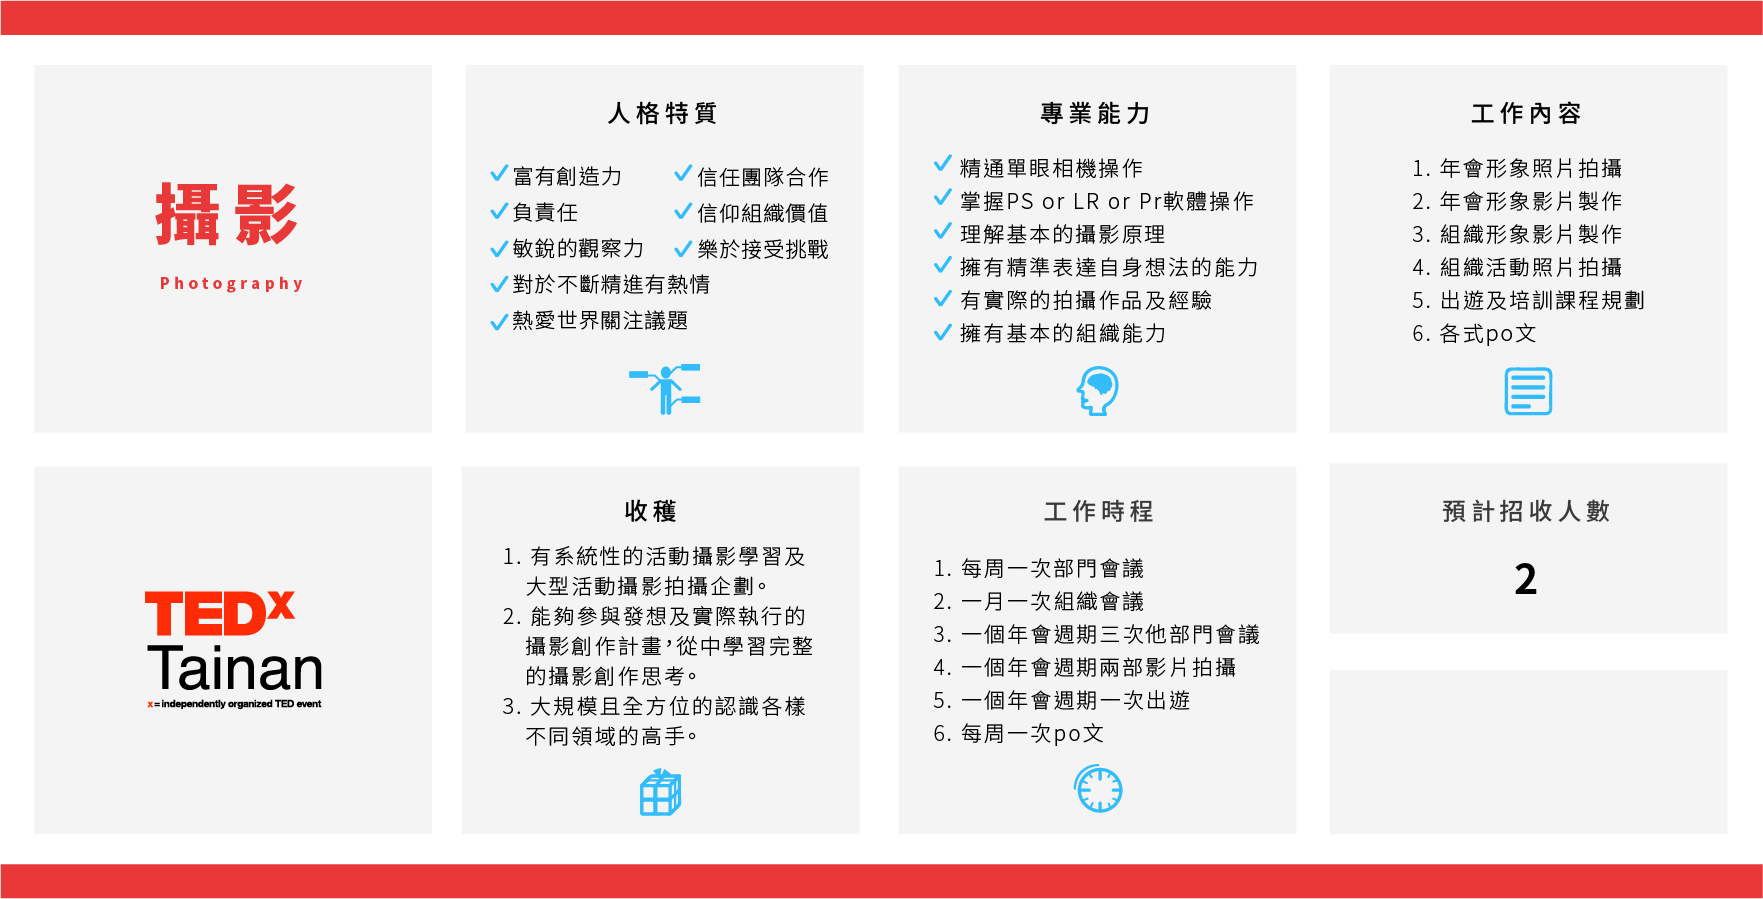 攝影
Photography
人格特質
富有創造力
信任團隊合作
負責任
信仰組織價值
敏銳的觀察力
樂於接受挑戰
對於不斷精進有熱情
熱愛世界關注議題
專業能力
精通單眼相機操作
掌握PS or LR or Pr軟體操作
理解基本的攝影原理
擁有精準表達自身想法的能力
有實際的拍攝作品及經驗
擁有基本的組織能力
工作內容
1. 年會形象照片拍攝
2. 年會形象影片製作
3. 組織形象影片製作
4. 組織活動照片拍攝
5. 出遊及培訓課程規劃
6. 各式po文
TEDx
Tainan
x = independently organized TED event
收穫
1. 有系統性的活動攝影學習及
大型活動攝影拍攝企劃。
2. 能夠參與發想及實際執行的
攝影創作計畫，從中學習完整
的攝影創作思考。
3. 大規模且全方位的認識各樣
不同領域的高手。
工作時程
1. 每周一次部門會議
2. 一月一次組織會議
3. 一個年會週期三次他部門會議
4. 一個年會週期兩部影片拍攝
5. 一個年會週期一次出遊
6. 每周一次po文
預計招收人數
2